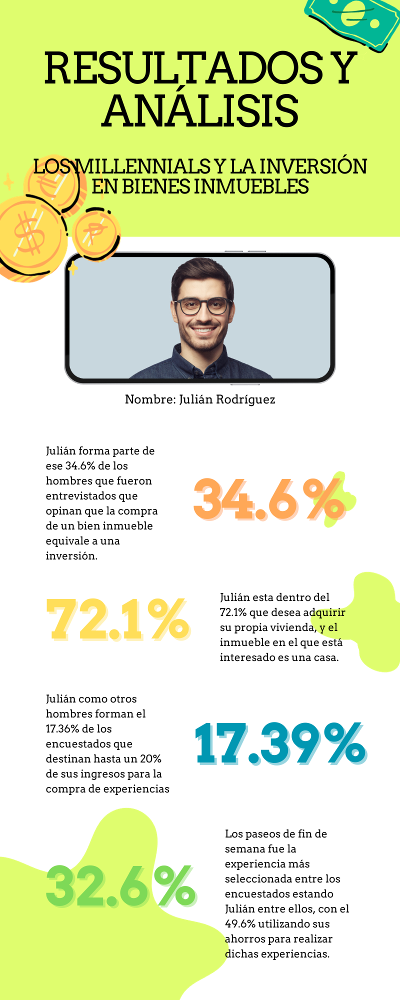 RESULTADOS Y
ANÁLISIS
LOS MILLENNIALS Y LA INVERSIÓN
EN BIENES INMUEBLES
Nombre: Julián Rodríguez
Julián forma parte de
ese 34.6% de los
hombres que fueron
entrevistados que
opinan que la compra
de un bien inmueble
equivale a una
inversión.
34.6%
72.1%
Julián esta dentro del
72.1% que desea adquirir
su propia vivienda, y el
inmueble en el que está
interesado es una casa.
Julián como otros
hombres forman el
17.36% de los
encuestados que
destinan hasta un 20%
de sus ingresos para la
compra de experiencias
17.39%
32.6%
Los paseos de fin de
semana fue la
experiencia más
seleccionada entre los
encuestados estando
Julián entre ellos, con el
49.6% utilizando sus
ahorros para realizar
dichas experiencias.